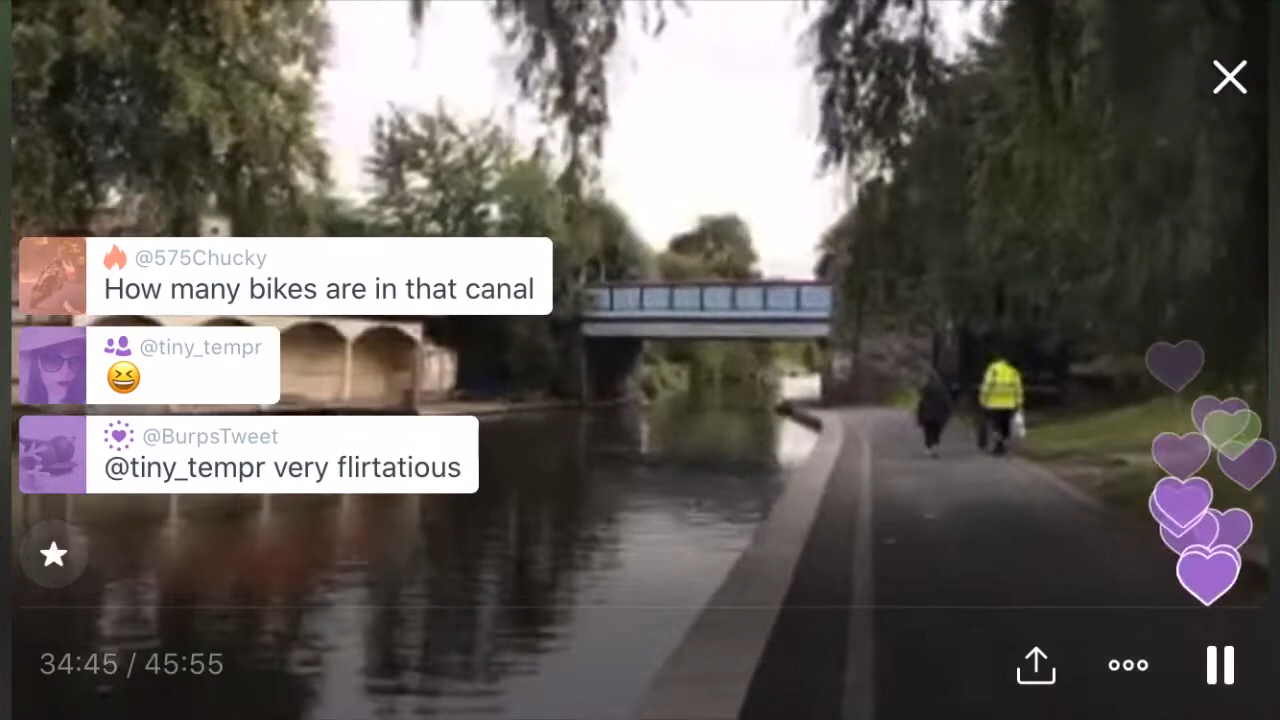 @575Chucky
How many bikes are in that canal
@tiny_tempr
@BurpsTweet
@tiny_tempr very flirtatious
34:45 / 45:55